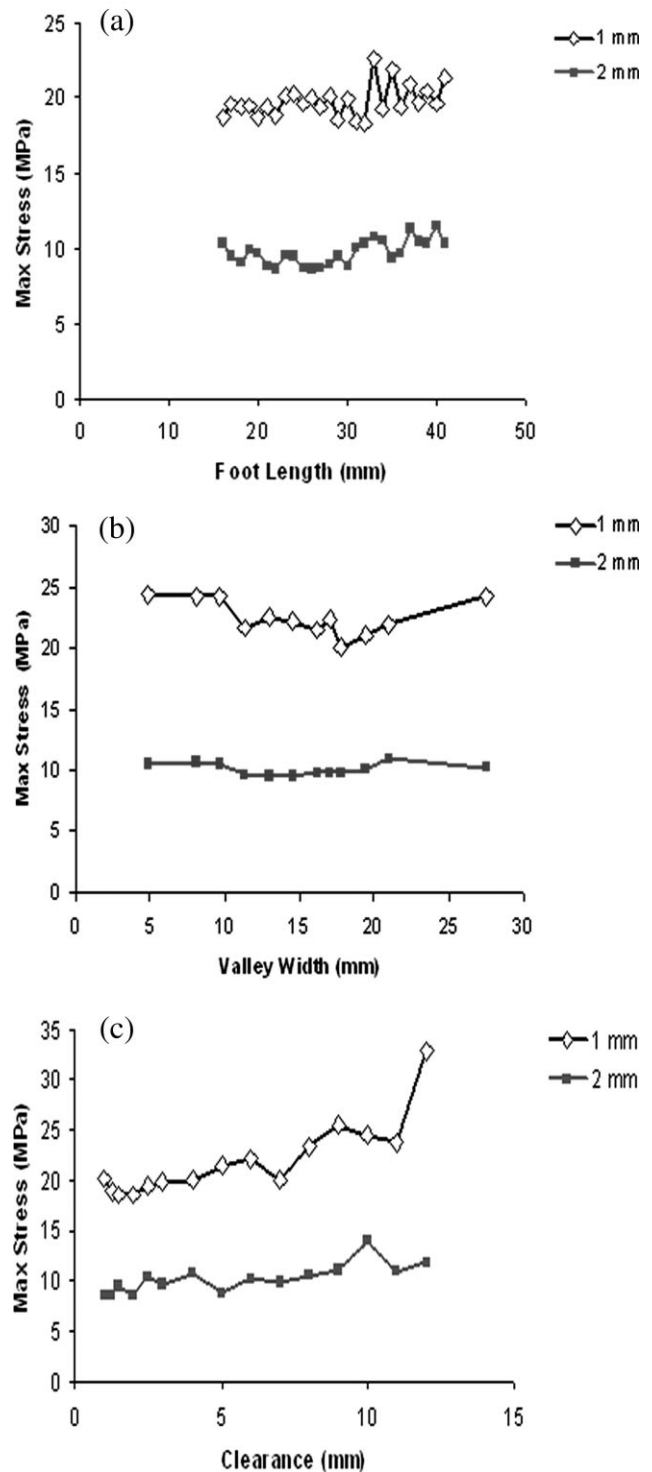 (a)
1 mm
2 mm
Max Stress (MPa)
25
20
15
10
5
0
0 10 20 30 40 50
Foot Length (mm)
(b)
1 mm
2 mm
Max Stress (MPa)
30
25
20
15
10
5
0
0 5 10 15 20 25 30
Valley Width (mm)
(c)
1 mm
2 mm
Max Stress (MPa)
35
30
25
20
15
10
5
0
0 5 10 15
Clearance (mm)